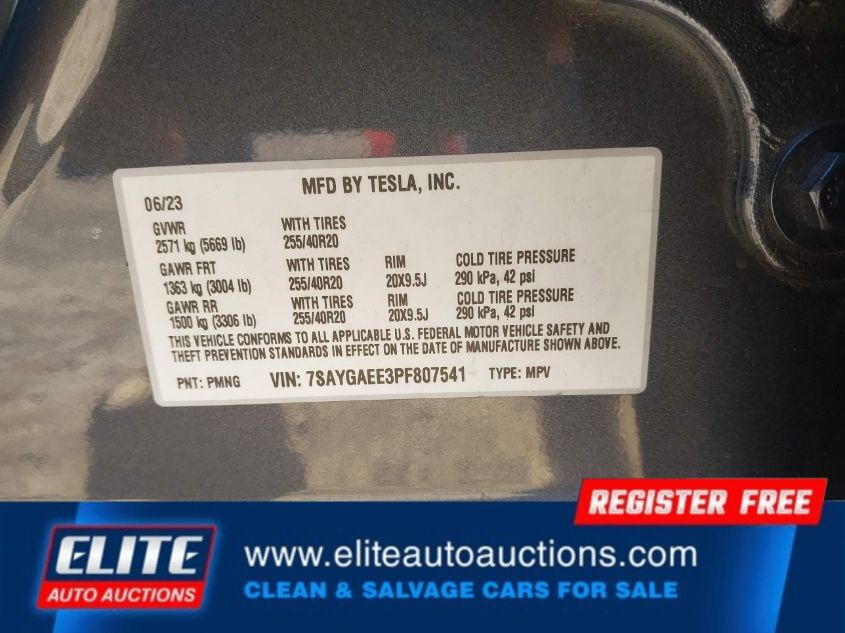 MFD BY TESLA, INC.
06/23
GVWR WITH TIRES
2571 kg (5669 lb) 255/40R20
GAWR FRT WITH TIRES RIM COLD TIRE PRESSURE
1363 kg (3004 lb) 255/40R20 20X9.5J 290 kPa, 42 psi
GAWR RR WITH TIRES RIM COLD TIRE PRESSURE
1500 kg (3306 lb) 255/40R20 20X9.5J 290 kPa, 42 psi
THIS VEHICLE CONFORMS TO ALL APPLICABLE U.S. FEDERAL MOTOR VEHICLE SAFETY AND
THEFT PREVENTION STANDARDS IN EFFECT ON THE DATE OF MANUFACTURE SHOWN ABOVE.
PNT: PMNG VIN: 7SAYGAEE3PF807541 TYPE: MPV
REGISTER FREE
ELITE
AUTO AUCTIONS
www.eliteautoauctions.com
CLEAN & SALVAGE CARS FOR SALE